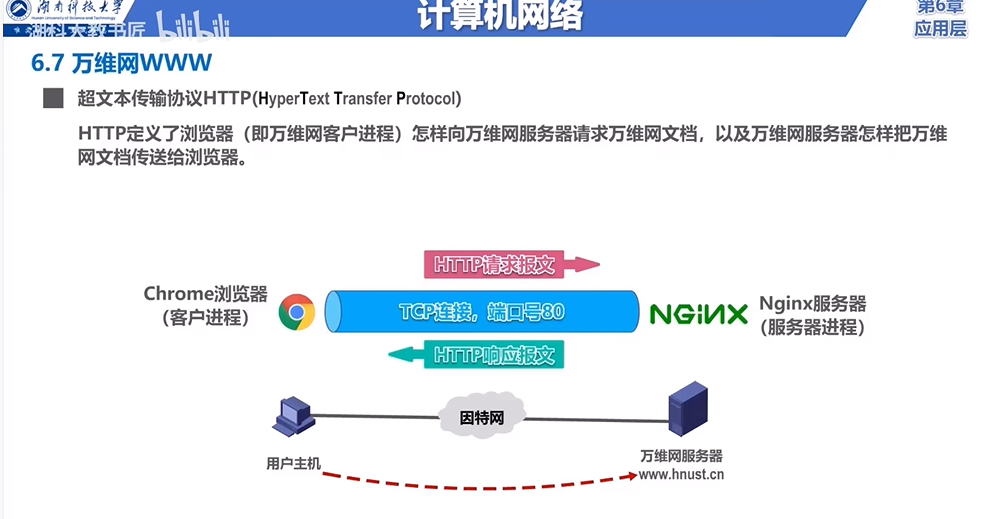 湖南科技大学
Hunan University of Science and Technology
湖科大教书匠 bilibili
计算机网络
第6章
应用层
6.7 万维网WWW
超文本传输协议HTTP(HyperText Transfer Protocol)
HTTP定义了浏览器（即万维网客户进程）怎样向万维网服务器请求万维网文档，以及万维网服务器怎样把万维
网文档传送给浏览器。
HTTP请求报文
Chrome浏览器
（客户进程）
TCP连接，端口号80
NGINX
Nginx服务器
（服务器进程）
HTTP响应报文
因特网
用户主机
万维网服务器
www.hnust.cn